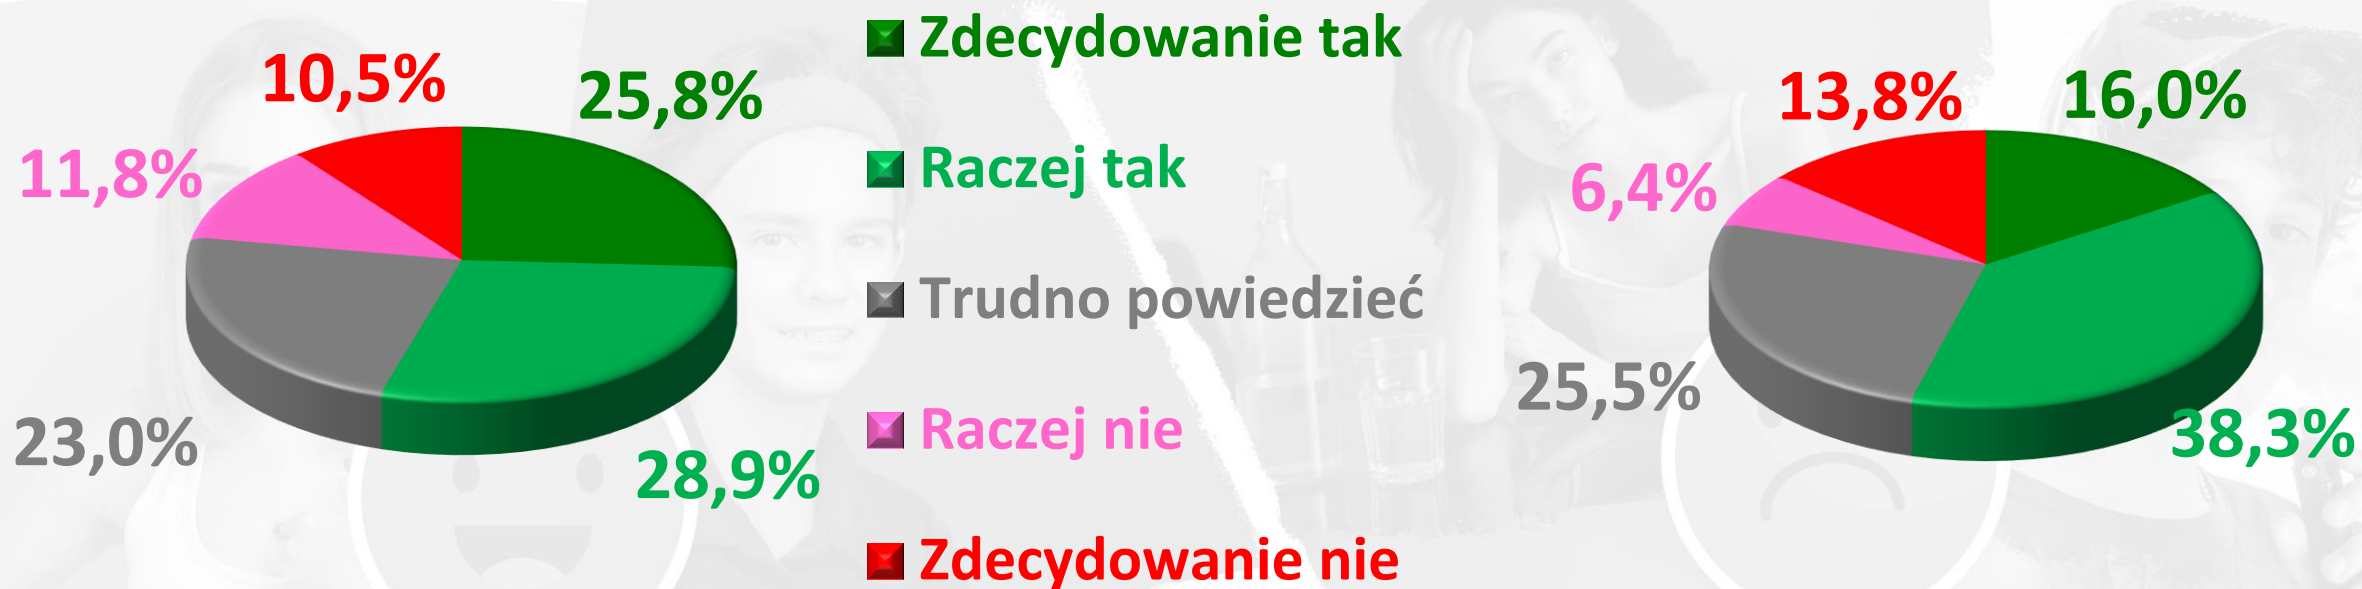 10,5%
25,8%
11,8%
23,0%
28,9%
Zdecydowanie tak
Raczej tak
Trudno powiedzieć
Raczej nie
Zdecydowanie nie
13,8%
16,0%
6,4%
25,5%
38,3%